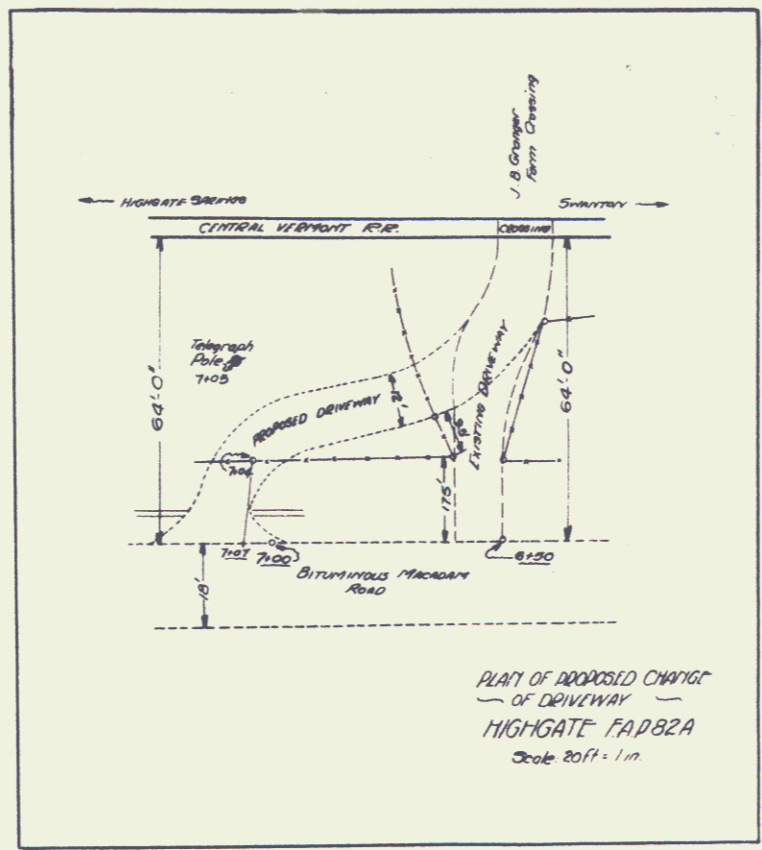 J. B Granger
Farm Crossing
HIGHGATE SPRINGS
SWANTON
CENTRAL VERMONT R.R.
CROSSING
Telegraph
Pole
7+05
64'-0"
PROPOSED DRIVEWAY
12'
EXISTING DRIVEWAY
64'-0"
17.5'
7+07
7+00
6+50
BITUMINOUS MACADAM
ROAD
18'
PLAN OF PROPOSED CHANGE
OF DRIVEWAY
HIGHGATE F.A.P 82A
Scale: 20ft = 1 in.